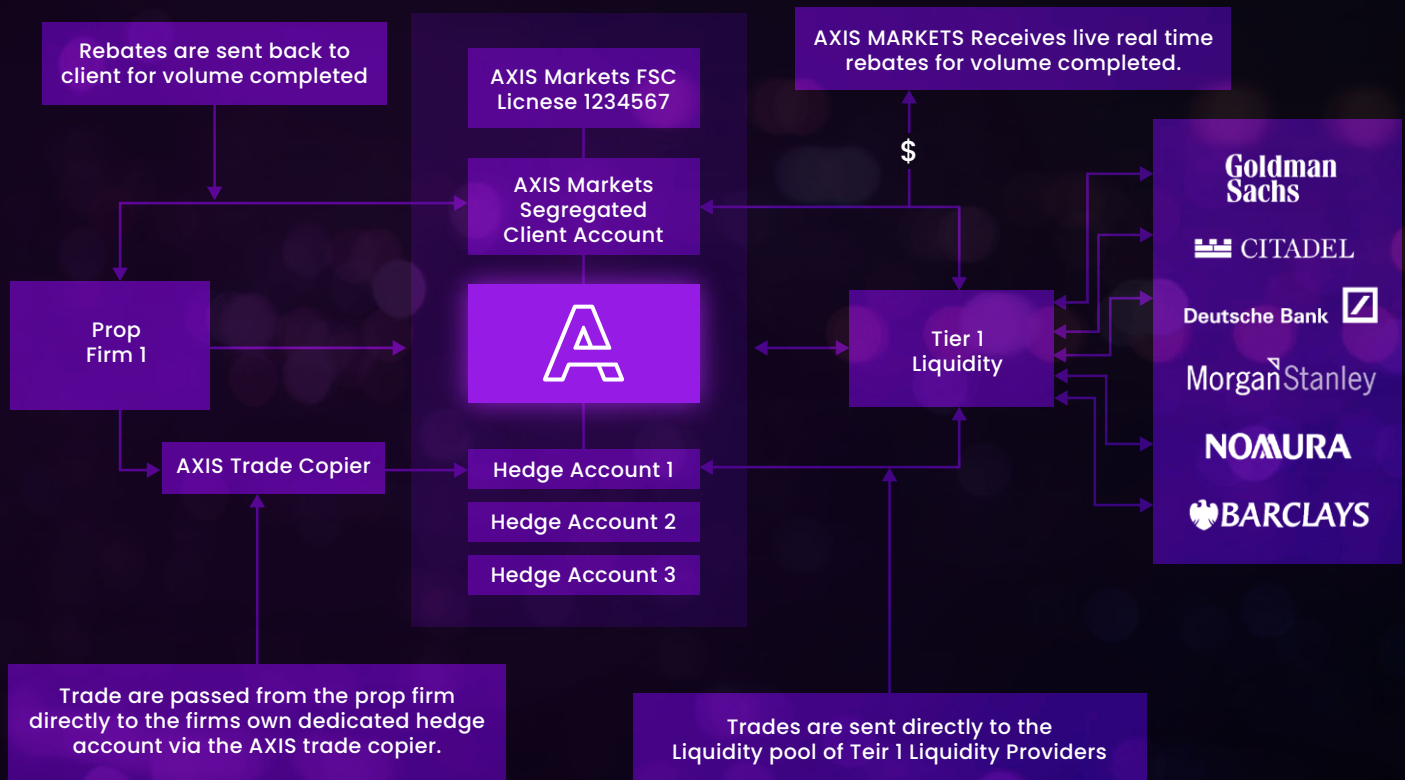 Rebates are sent back to
client for volume completed
AXIS Markets FSC
Licnese 1234567
AXIS MARKETS Receives live real time
rebates for volume completed.
$
AXIS Markets
Segregated
Client Account
Goldman
Sachs
CITADEL
Deutsche Bank
Morgan Stanley
NOMURA
BARCLAYS
Prop
Firm 1
A
Tier 1
Liquidity
AXIS Trade Copier
Hedge Account 1
Hedge Account 2
Hedge Account 3
Trade are passed from the prop firm
directly to the firms own dedicated hedge
account via the AXIS trade copier.
Trades are sent directly to the
Liquidity pool of Teir 1 Liquidity Providers